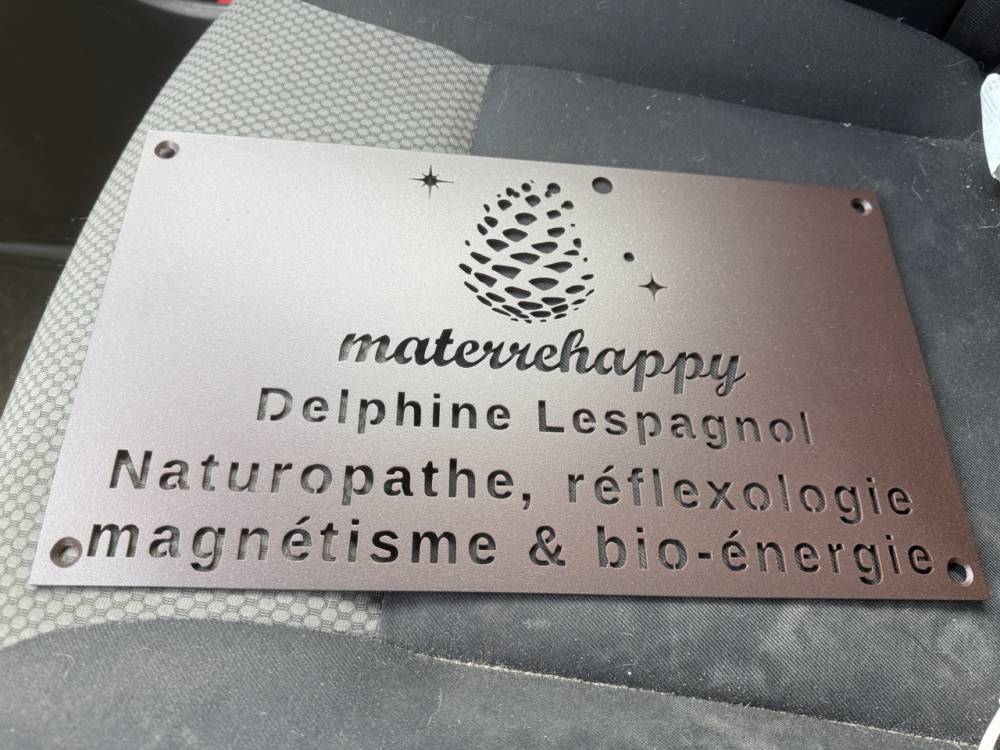 materrehappy
Delphine Lespagnol
Naturopathe, réflexologie
magnétisme & bio-énergie